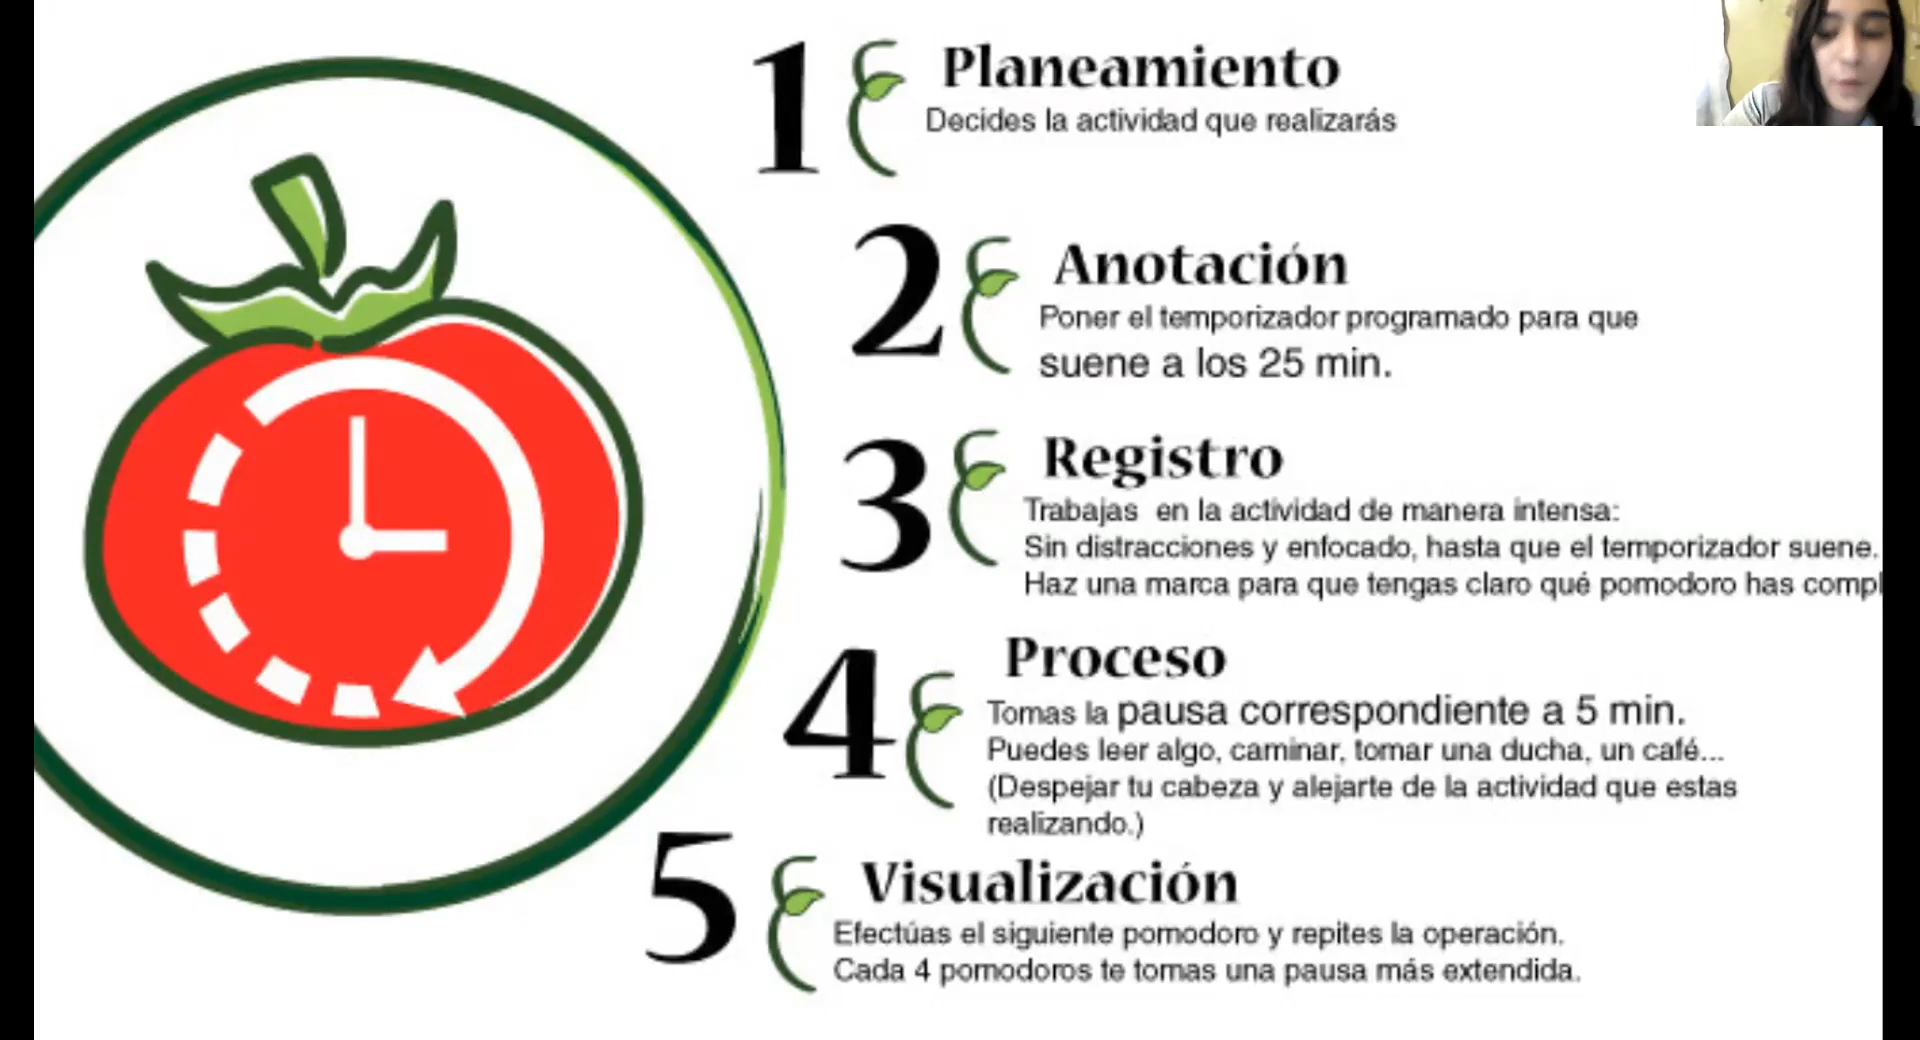 1 Planeamiento
Decides la actividad que realizarás
2 Anotación
Poner el temporizador programado para que
suene a los 25 min.
3 Registro
Trabajas en la actividad de manera intensa:
Sin distracciones y enfocado, hasta que el temporizador suene.
Haz una marca para que tengas claro qué pomodoro has
4 Proceso
Tomas la pausa correspondiente a 5 min.
Puedes leer algo, caminar, tomar una ducha, un café...
(Despejar tu cabeza y alejarte de la actividad que estas
realizando.)
5 Visualización
Efectúas el siguiente pomodoro y repites la operación.
Cada 4 pomodoros te tomas una pausa más extendida.